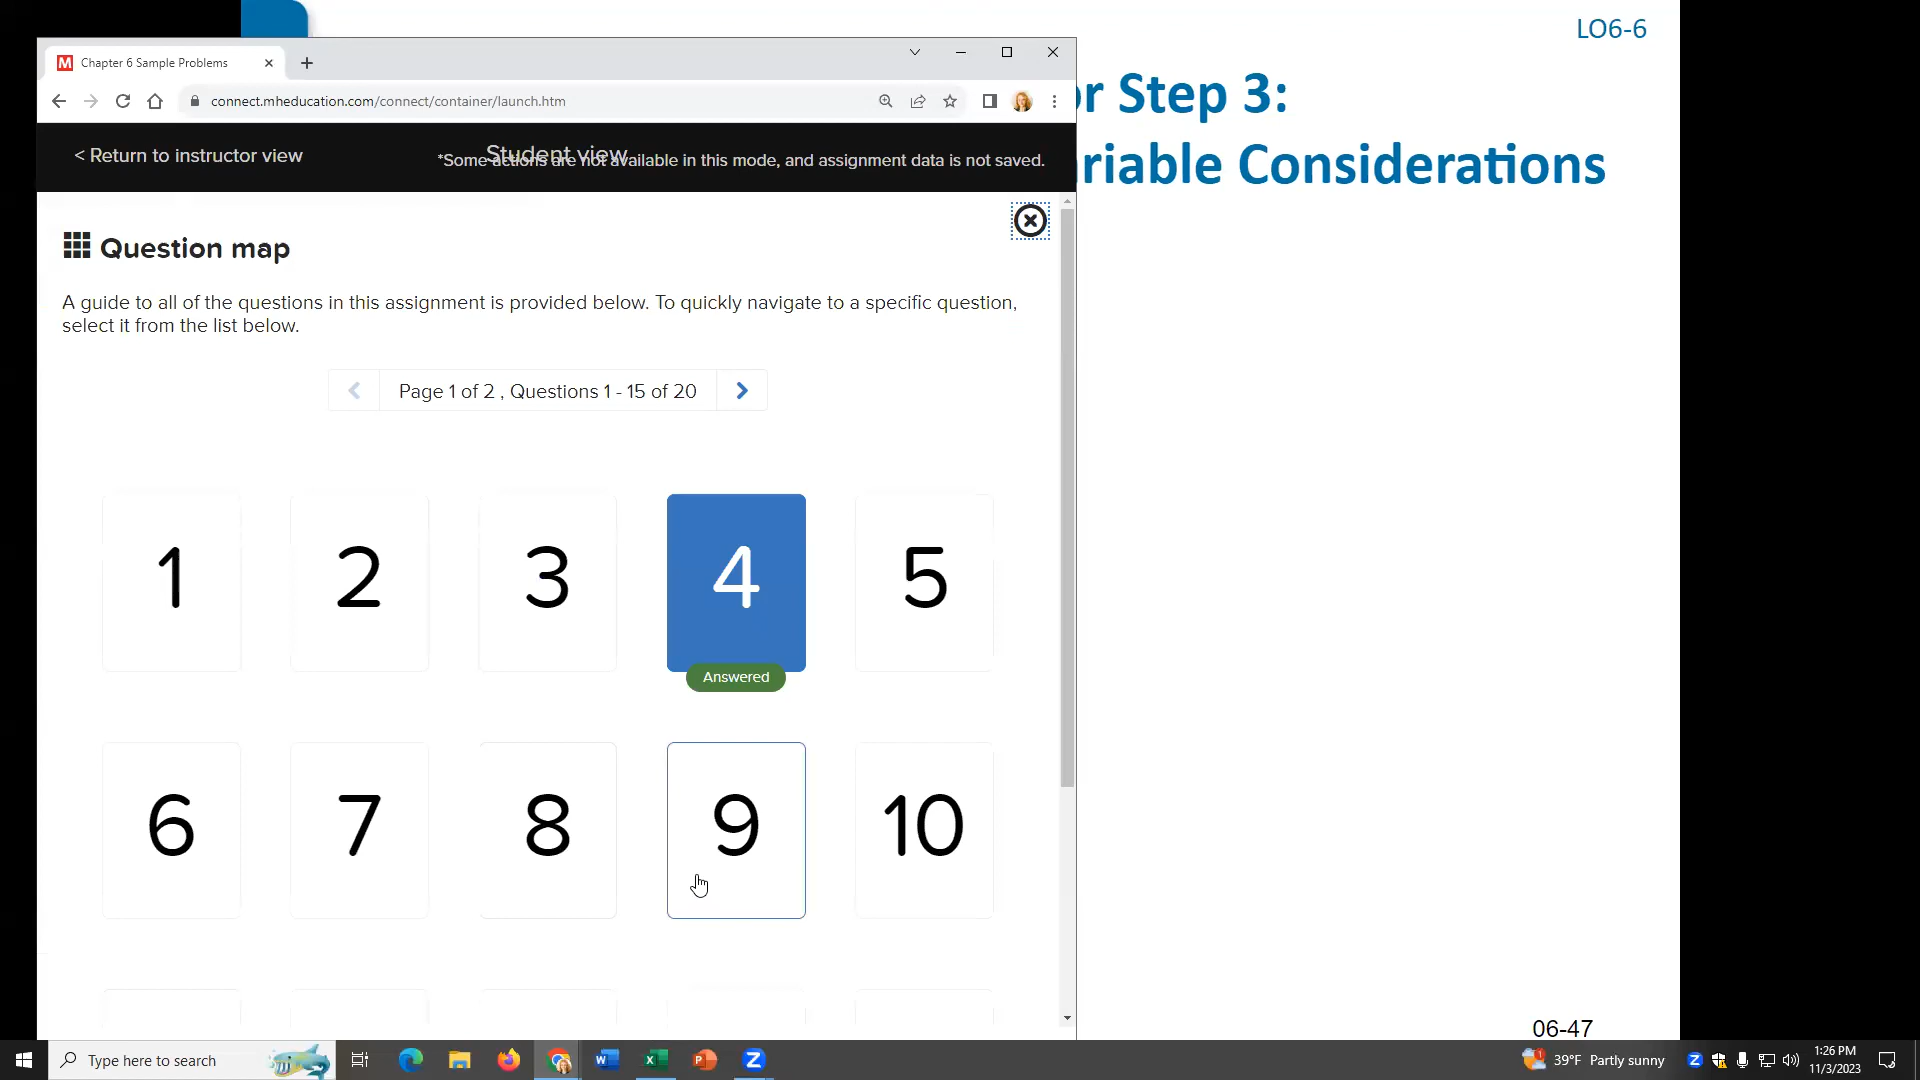 LO6-6
r Step 3:
riable Considerations
Chapter 6 Sample Problems
connect.mheducation.com/connect/container/launch.htm
< Return to instructor view
Student view
*Some actions are not available in this mode, and assignment data is not saved.
Question map
A guide to all of the questions in this assignment is provided below. To quickly navigate to a specific question,
select it from the list below.
Page 1 of 2 , Questions 1 - 15 of 20
1 2 3 4 5
Answered
6 7 8 9 10
06-47
Type here to search
39°F Partly sunny
1:26 PM
11/3/2023